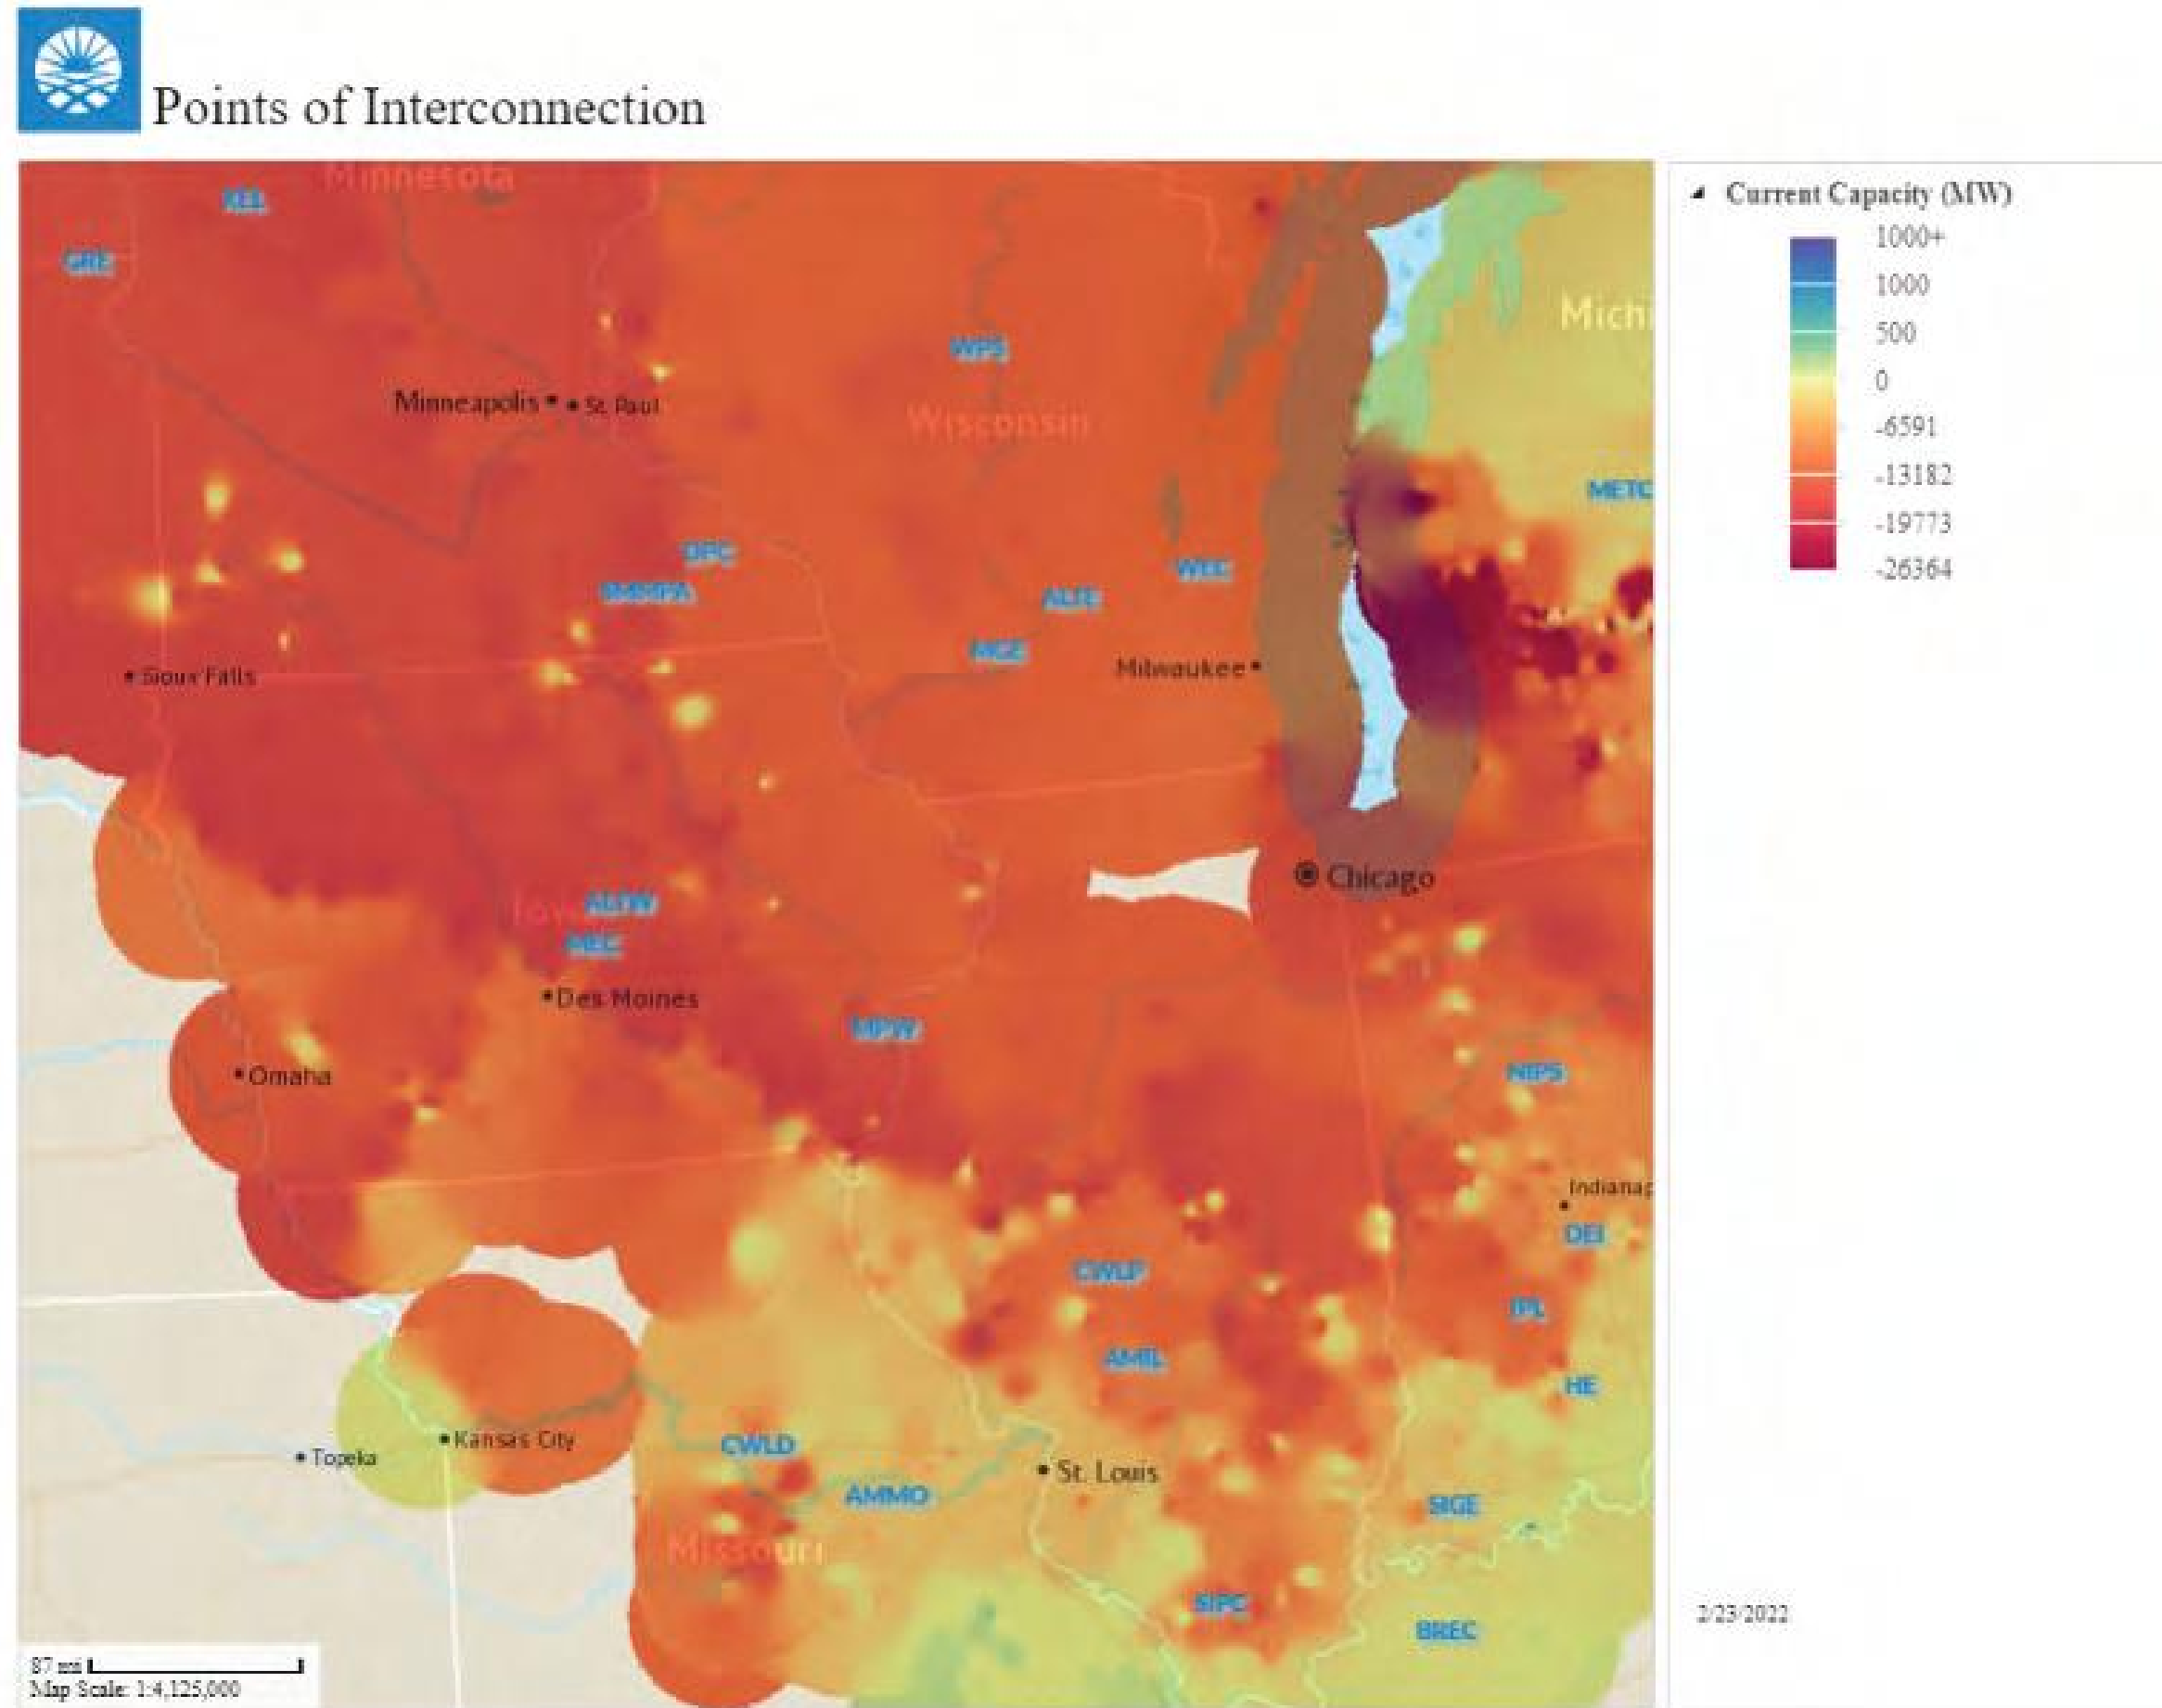 Points of Interconnection
Current Capacity (MW)
1000+
1000
500
0
-6591
-13182
-19773
-26364
Minnesota
GRE
Michi
WPS
Minneapolis
St. Paul
Wisconsin
METC
DPC
WEC
SMMPA
ALTE
MGE
Milwaukee
Sioux Falls
Chicago
ALTW
MEC
Des Moines
MPW
Omaha
NIPS
Indianap
DEI
CWLP
IPL
AMIL
HE
Kansas City
CWLD
Topeka
St. Louis
AMMO
SIGE
Missouri
SIPC
BREC
2/23/2022
87 mi
Map Scale: 1:4,125,000